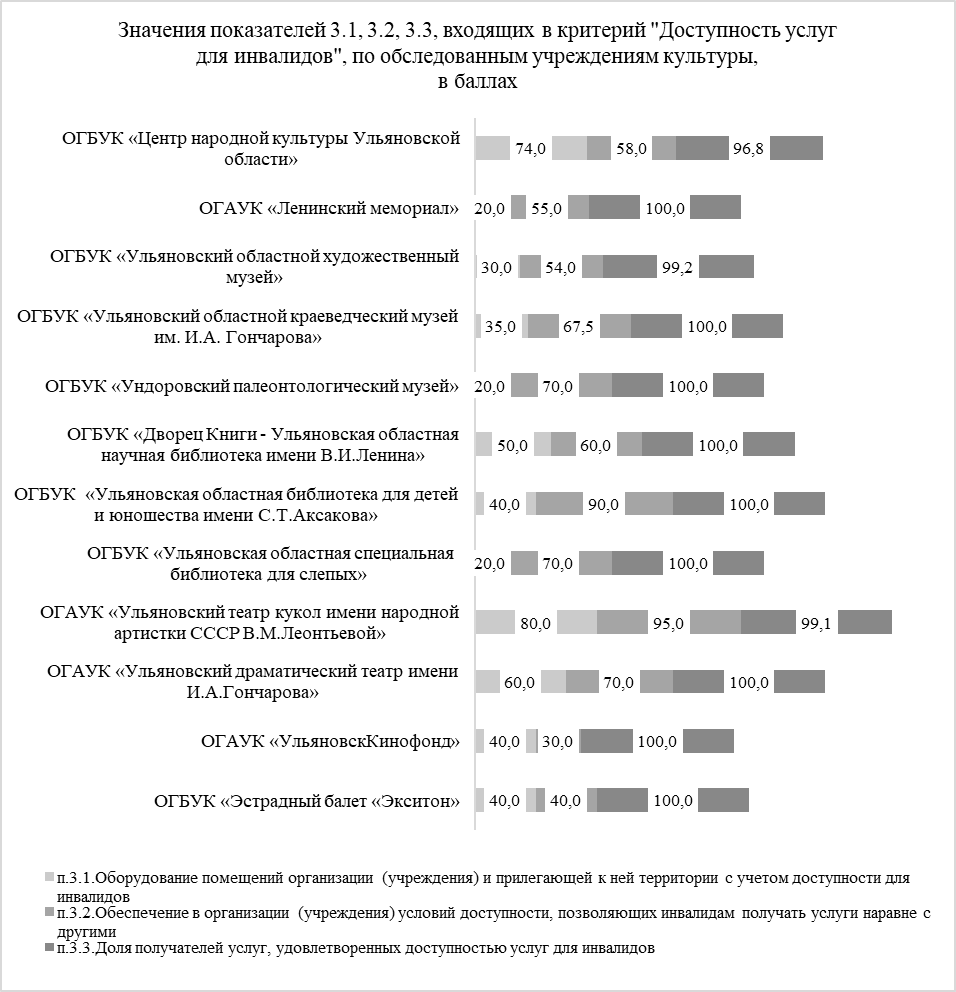 Значения показателей 3.1, 3.2, 3.3, входящих в критерий "Доступность услуг
для инвалидов", по обследованным учреждениям культуры,
в баллах
ОГБУК «Центр народной культуры Ульяновской
области»
74,0 58,0 96,8
ОГАУК «Ленинский мемориал»
20,0 55,0 100,0
ОГБУК «Ульяновский областной художественный
музей»
30,0 54,0 99,2
ОГБУК «Ульяновский областной краеведческий музей
им. И.А. Гончарова»
35,0 67,5 100,0
ОГБУК «Ундоровский палеонтологический музей»
20,0 70,0 100,0
ОГБУК «Дворец Книги - Ульяновская областная
научная библиотека имени В.И.Ленина»
50,0 60,0 100,0
ОГБУК «Ульяновская областная библиотека для детей
и юношества имени С.Т.Аксакова»
40,0 90,0 100,0
ОГБУК «Ульяновская областная специальная
библиотека для слепых»
20,0 70,0 100,0
ОГАУК «Ульяновский театр кукол имени народной
артистки СССР В.М.Леонтьевой»
80,0 95,0 99,1
ОГАУК «Ульяновский драматический театр имени
И.А.Гончарова»
60,0 70,0 100,0
ОГАУК «УльяновскКинофонд»
40,0 30,0 100,0
ОГБУК «Эстрадный балет «Экситон»
40,0 40,0 100,0
п.3.1.Оборудование помещений организации (учреждения) и прилегающей к ней территории с учетом доступности для
инвалидов
п.3.2.Обеспечение в организации (учреждения) условий доступности, позволяющих инвалидам получать услуги наравне с
другими
п.3.3.Доля получателей услуг, удовлетворенных доступностью услуг для инвалидов